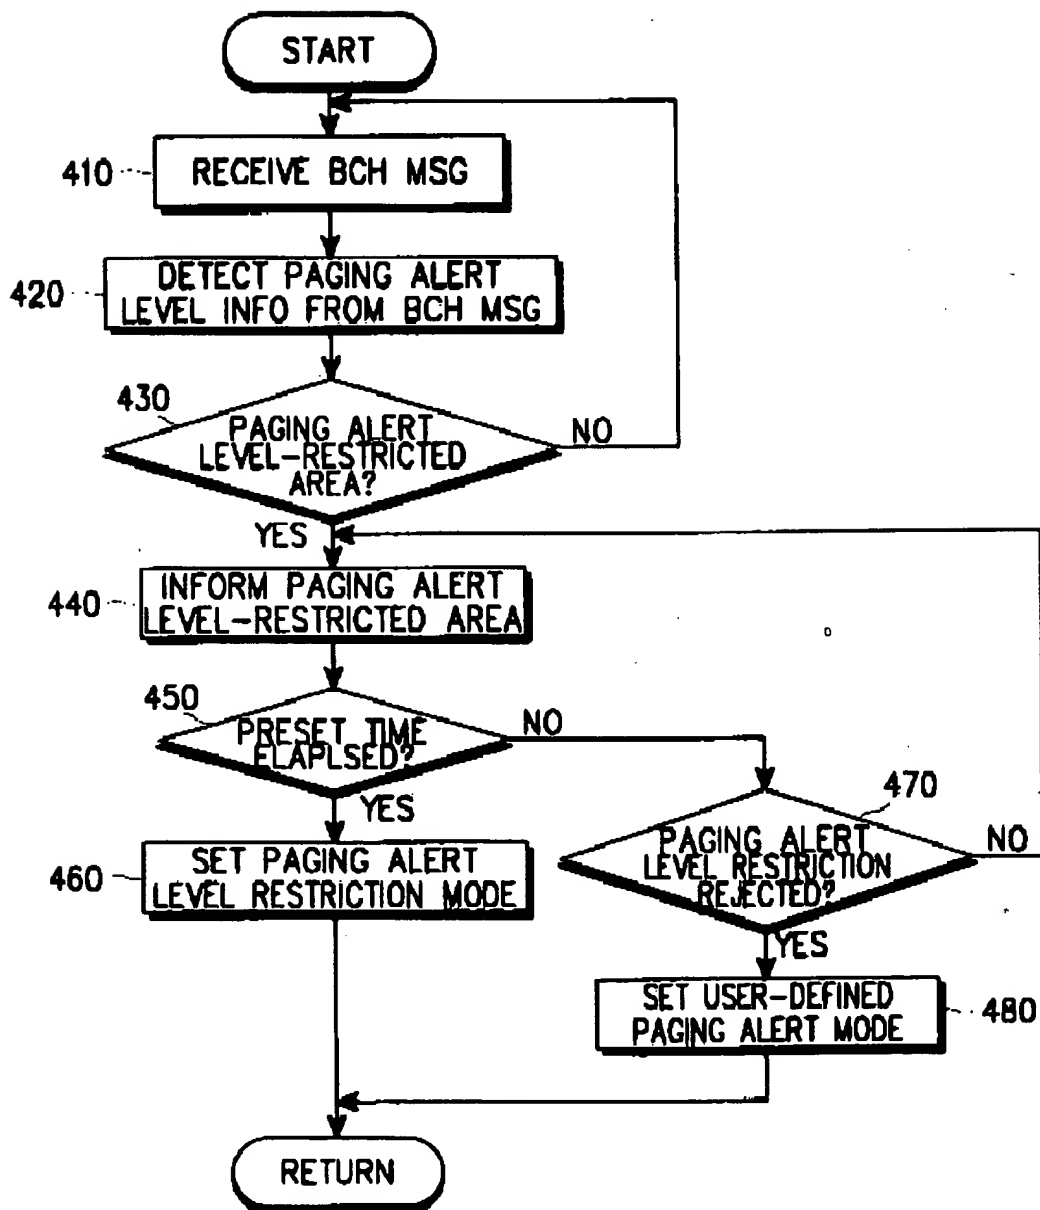 START
410
RECEIVE BCH MSG
420
DETECT PAGING ALERT
LEVEL INFO FROM BCH MSG
430
PAGING ALERT
LEVEL-RESTRICTED
AREA?
NO
YES
440
INFORM PAGING ALERT
LEVEL-RESTRICTED AREA
450
PRESET TIME
ELAPLSED?
NO
YES
460
SET PAGING ALERT
LEVEL RESTRICTION MODE
470
PAGING ALERT
LEVEL RESTRICTION
REJECTED?
NO
YES
SET USER-DEFINED
PAGING ALERT MODE
480
RETURN